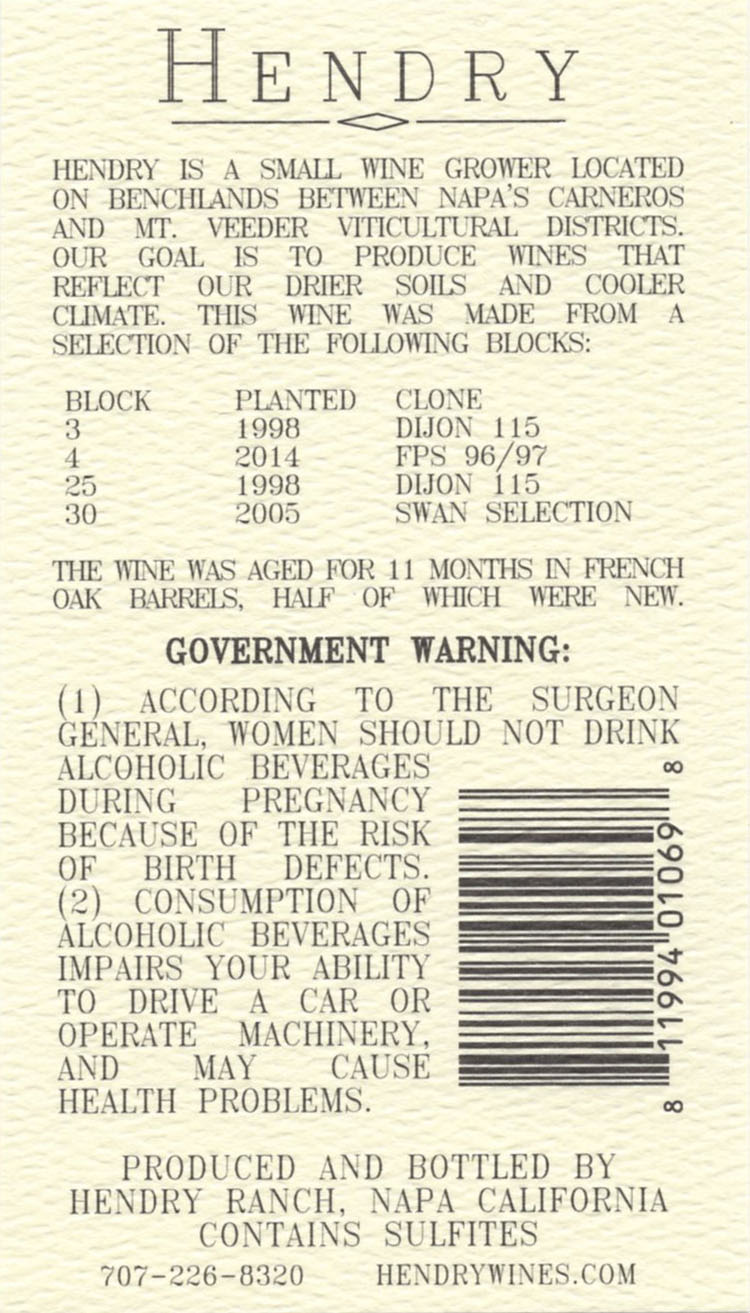 HENDRY
HENDRY IS A SMALL WINE GROWER LOCATED
ON BENCHLANDS BETWEEN NAPA'S CARNEROS
AND MT. VEEDER VITICULTURAL DISTRICTS.
OUR GOAL IS TO PRODUCE WINES THAT
REFLECT OUR DRIER SOILS AND COOLER
CLIMATE. THIS WINE WAS MADE FROM A
SELECTION OF THE FOLLOWING BLOCKS:
BLOCK PLANTED CLONE
3 1998 DIJON 115
4 2014 FPS 96/97
25 1998 DIJON 115
30 2005 SWAN SELECTION
THE WINE WAS AGED FOR 11 MONTHS IN FRENCH
OAK BARRELS, HALF OF WHICH WERE NEW.
GOVERNMENT WARNING:
(1) ACCORDING TO THE SURGEON
GENERAL, WOMEN SHOULD NOT DRINK
ALCOHOLIC BEVERAGES
DURING PREGNANCY
BECAUSE OF THE RISK
OF BIRTH DEFECTS.
(2) CONSUMPTION OF
ALCOHOLIC BEVERAGES
IMPAIRS YOUR ABILITY
TO DRIVE A CAR OR
OPERATE MACHINERY,
AND MAY CAUSE
HEALTH PROBLEMS.
8 11994 01069 8
PRODUCED AND BOTTLED BY
HENDRY RANCH, NAPA CALIFORNIA
CONTAINS SULFITES
707-226-8320 HENDRYWINES.COM